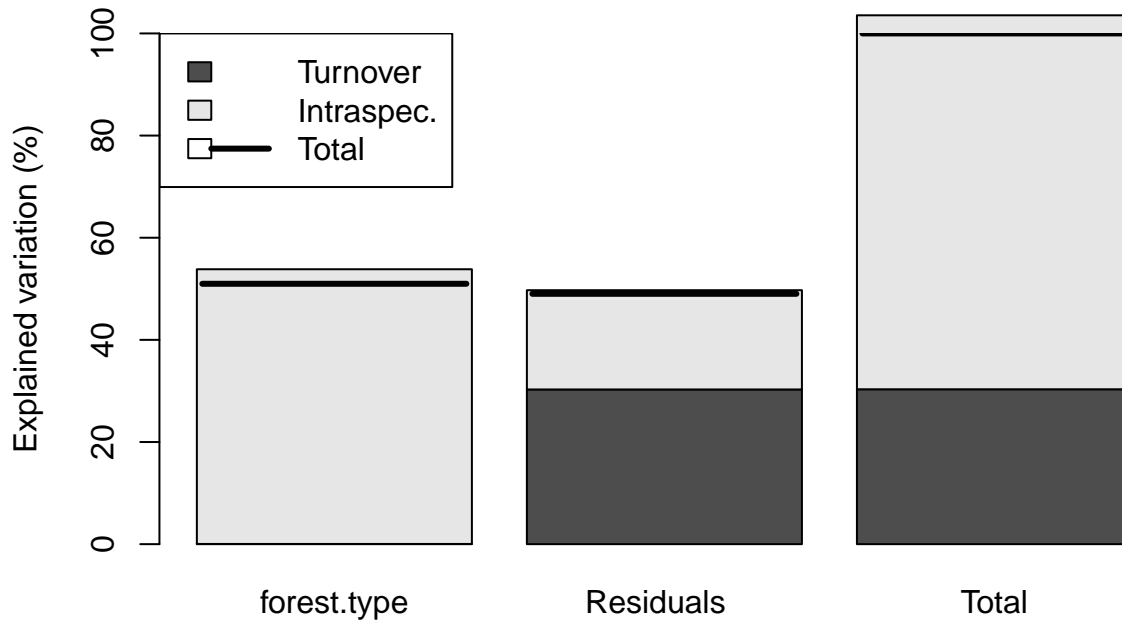 Explained variation (%)
100
80
60
40
20
0
Turnover
Intraspec.
Total
forest.type
Residuals
Total